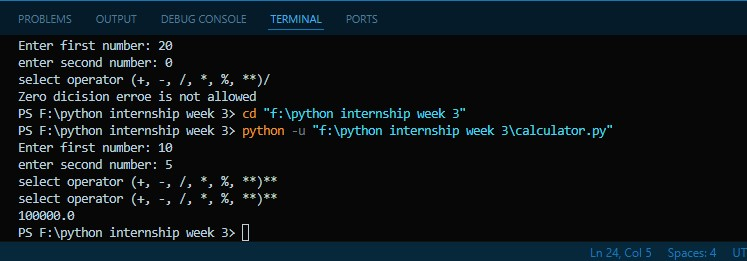 PROBLEMS OUTPUT DEBUG CONSOLE TERMINAL PORTS
Enter first number: 20
enter second number: 0
select operator (+, -, /, *, %, **)/
Zero dicision erroe is not allowed
PS F:\python internship week 3> cd "f:\python internship week 3"
PS F:\python internship week 3> python -u "f:\python internship week 3\calculator.py"
Enter first number: 10
enter second number: 5
select operator (+, -, /, *, %, **)**
select operator (+, -, /, *, %, **)**
100000.0
PS F:\python internship week 3>
Ln 24, Col 5 Spaces: 4 UT